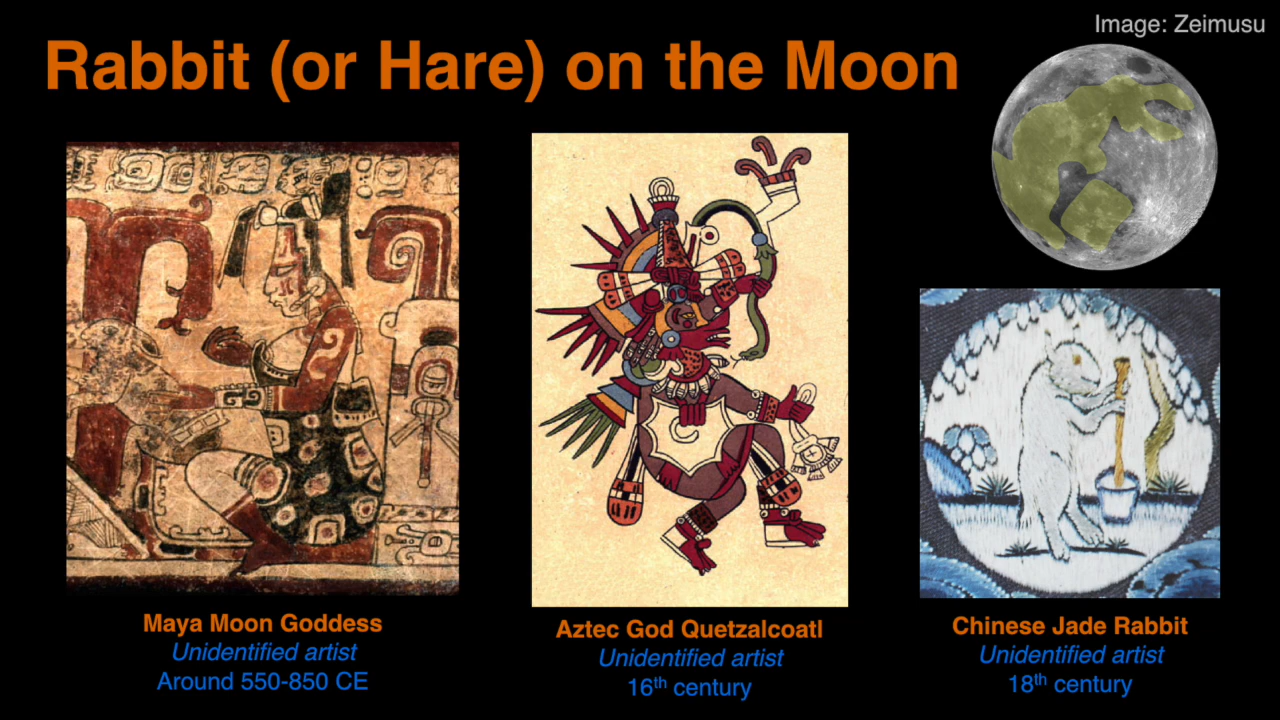 Image: Zeimusu
Rabbit (or Hare) on the Moon
Maya Moon Goddess
Unidentified artist
Around 550-850 CE
Aztec God Quetzalcoatl
Unidentified artist
16th century
Chinese Jade Rabbit
Unidentified artist
18th century